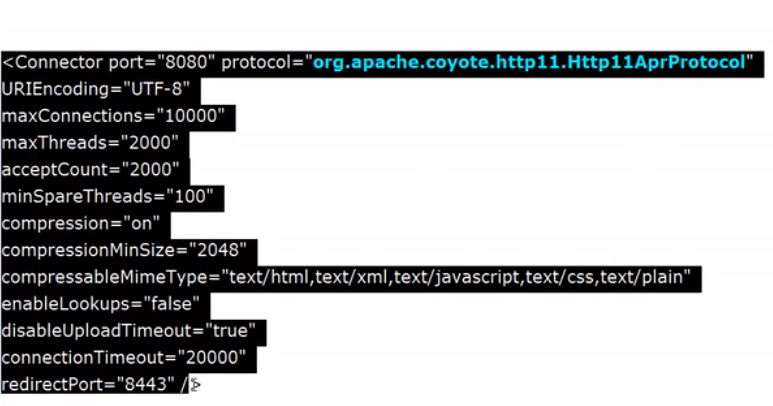 <Connector port="8080" protocol="org.apache.coyote.http11.Http11AprProtocol"
URIEncoding="UTF-8"
maxConnections="10000"
maxThreads="2000"
acceptCount="2000"
minSpareThreads="100"
compression="on"
compressionMinSize="2048"
compressableMimeType="text/html,text/xml,text/javascript,text/css,text/plain"
enableLookups="false"
disableUploadTimeout="true"
connectionTimeout="20000"
redirectPort="8443" />